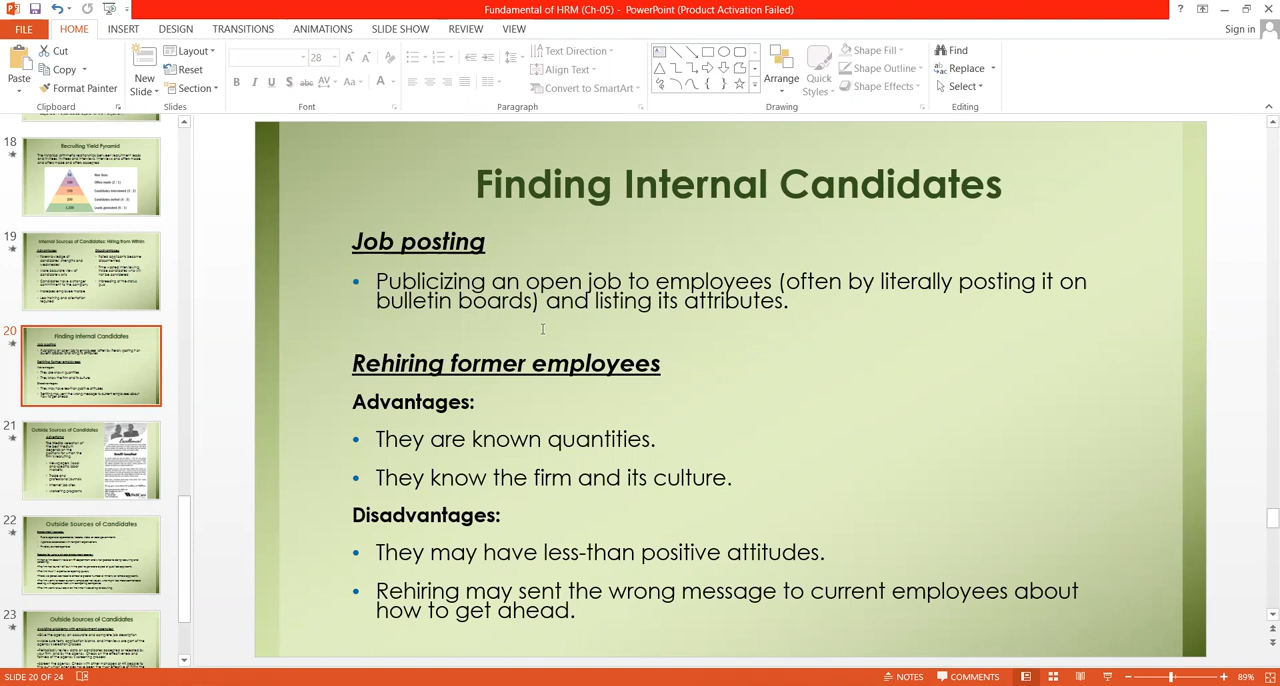 Fundamental of HRM (Ch-05) - PowerPoint (Product Activation Failed)
FILE HOME INSERT DESIGN TRANSITIONS ANIMATIONS SLIDE SHOW REVIEW VIEW Sign in
Paste
Cut
Copy
Format Painter
Clipboard
New Slide
Layout
Reset
Section
Slides
28
Font
Text Direction
Align Text
Convert to SmartArt
Paragraph
Arrange
Quick Styles
Shape Fill
Shape Outline
Shape Effects
Drawing
Find
Replace
Select
Editing
18
Recruiting Yield Pyramid
19
Internal Sources of Candidates: Hiring from Within
20
Finding Internal Candidates
21
Outside Sources of Candidates
22
Outside Sources of Candidates
23
Outside Sources of Candidates
Finding Internal Candidates
Job posting
• Publicizing an open job to employees (often by literally posting it on
bulletin boards) and listing its attributes.
Rehiring former employees
Advantages:
• They are known quantities.
• They know the firm and its culture.
Disadvantages:
• They may have less-than positive attitudes.
• Rehiring may sent the wrong message to current employees about
how to get ahead.
SLIDE 20 OF 24 NOTES COMMENTS 89%